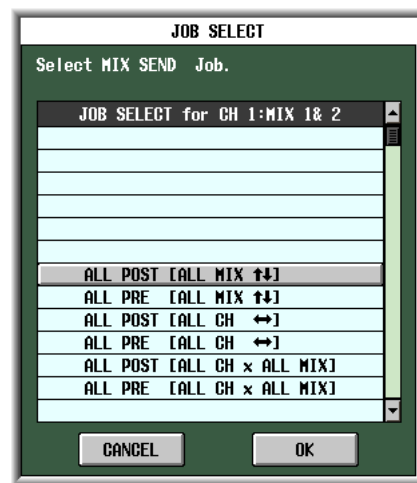 JOB SELECT
Select MIX SEND Job.
JOB SELECT for CH 1:MIX 1& 2
ALL POST [ALL MIX ↑↓]
ALL PRE [ALL MIX ↑↓]
ALL POST [ALL CH ↔]
ALL PRE [ALL CH ↔]
ALL POST [ALL CH x ALL MIX]
ALL PRE [ALL CH x ALL MIX]
CANCEL OK